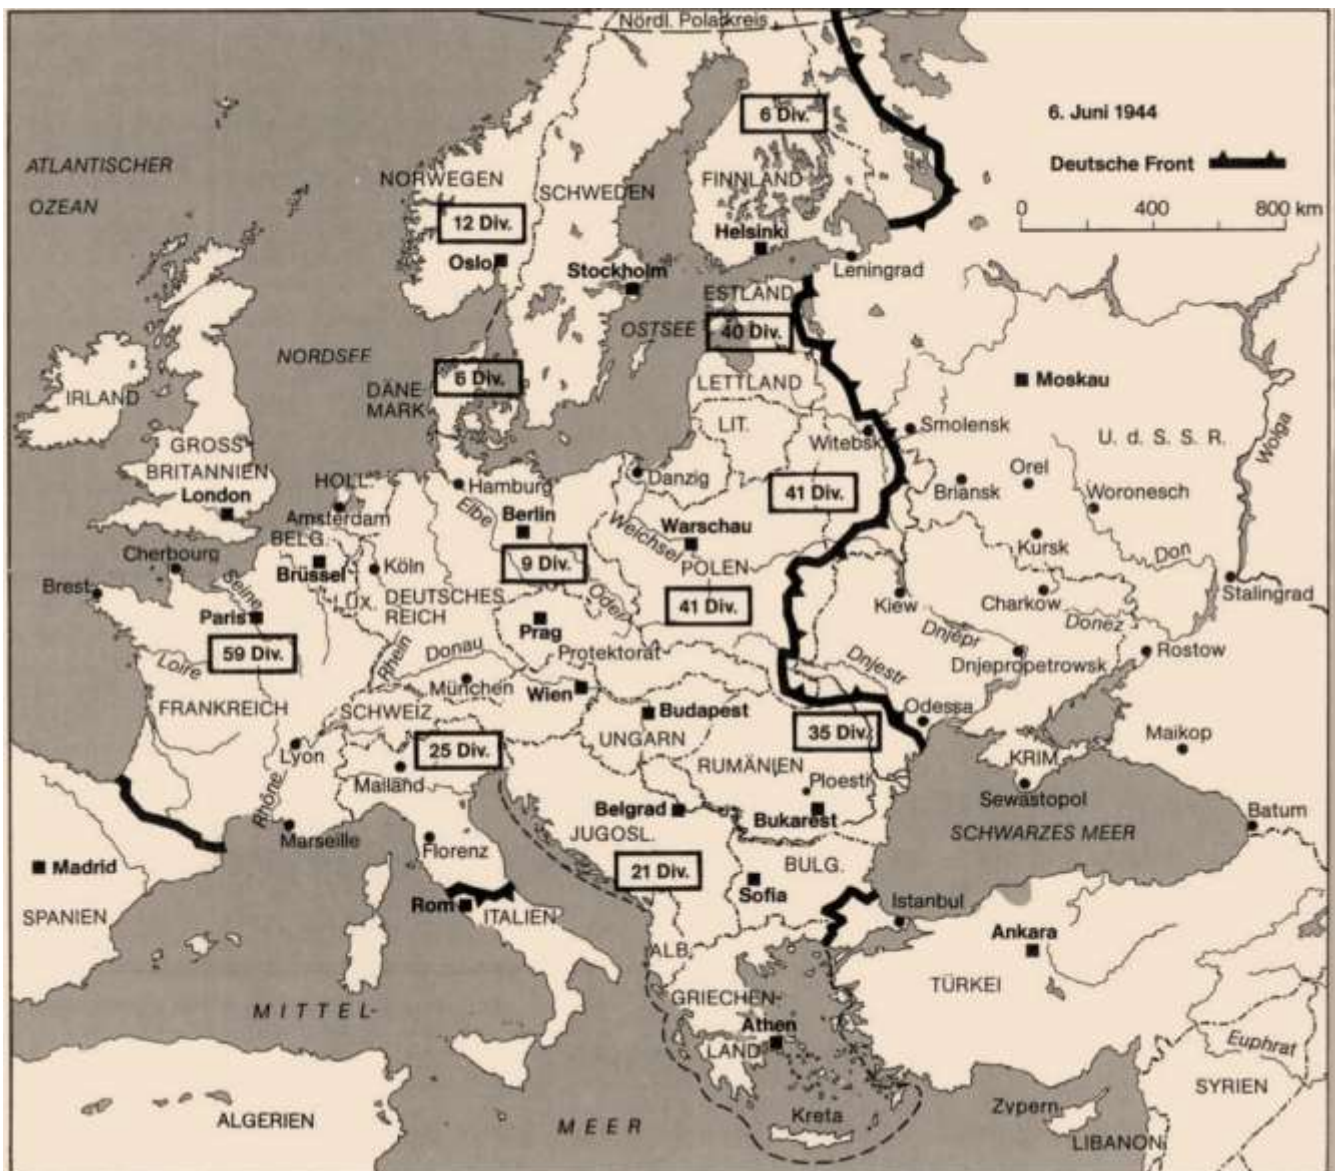 Nördl. Polarkreis
6 Div.
6. Juni 1944
Deutsche Front
0 400 800 km
ATLANTISCHER
OZEAN
NORWEGEN
SCHWEDEN
FINNLAND
12 Div.
Helsinki
Oslo
Stockholm
Leningrad
ESTLAND
OSTSEE
40 Div.
NORDSEE
6 Div.
DÄNE
MARK
LETTLAND
Moskau
IRLAND
LIT.
Witebsk
Smolensk
U. d. S. S. R.
Wolga
GROSS-
BRITANNIEN
London
HOLL.
Amsterdam
Hamburg
Danzig
41 Div.
Briansk
Orel
Woronesch
Elbe
Berlin
Weichsel
Warschau
BELG.
Cherbourg
Brüssel
Köln
9 Div.
POLEN
Kursk
Don
Brest
Seine
Paris
LUX.
DEUTSCHES
REICH
Oder
41 Div.
Kiew
Charkow
Stalingrad
Prag
Protektorat
Donez
59 Div.
Loire
Rhein
Donau
Dnjepr
Dnjestr
Dnjepropetrowsk
Rostow
München
Wien
FRANKREICH
SCHWEIZ
Budapest
Odessa
UNGARN
35 Div.
Lyon
25 Div.
Mailand
RUMÄNIEN
Ploesti
KRIM
Maikop
Rhône
Sewastopol
Belgrad
Bukarest
Batum
Marseille
Florenz
JUGOSL.
SCHWARZES MEER
Madrid
21 Div.
BULG.
Sofia
Rom
ITALIEN
Istanbul
SPANIEN
Ankara
ALB.
TÜRKEI
GRIECHEN-
LAND
MITTEL-
Athen
Euphrat
SYRIEN
ALGERIEN
MEER
Kreta
Zypern
LIBANON